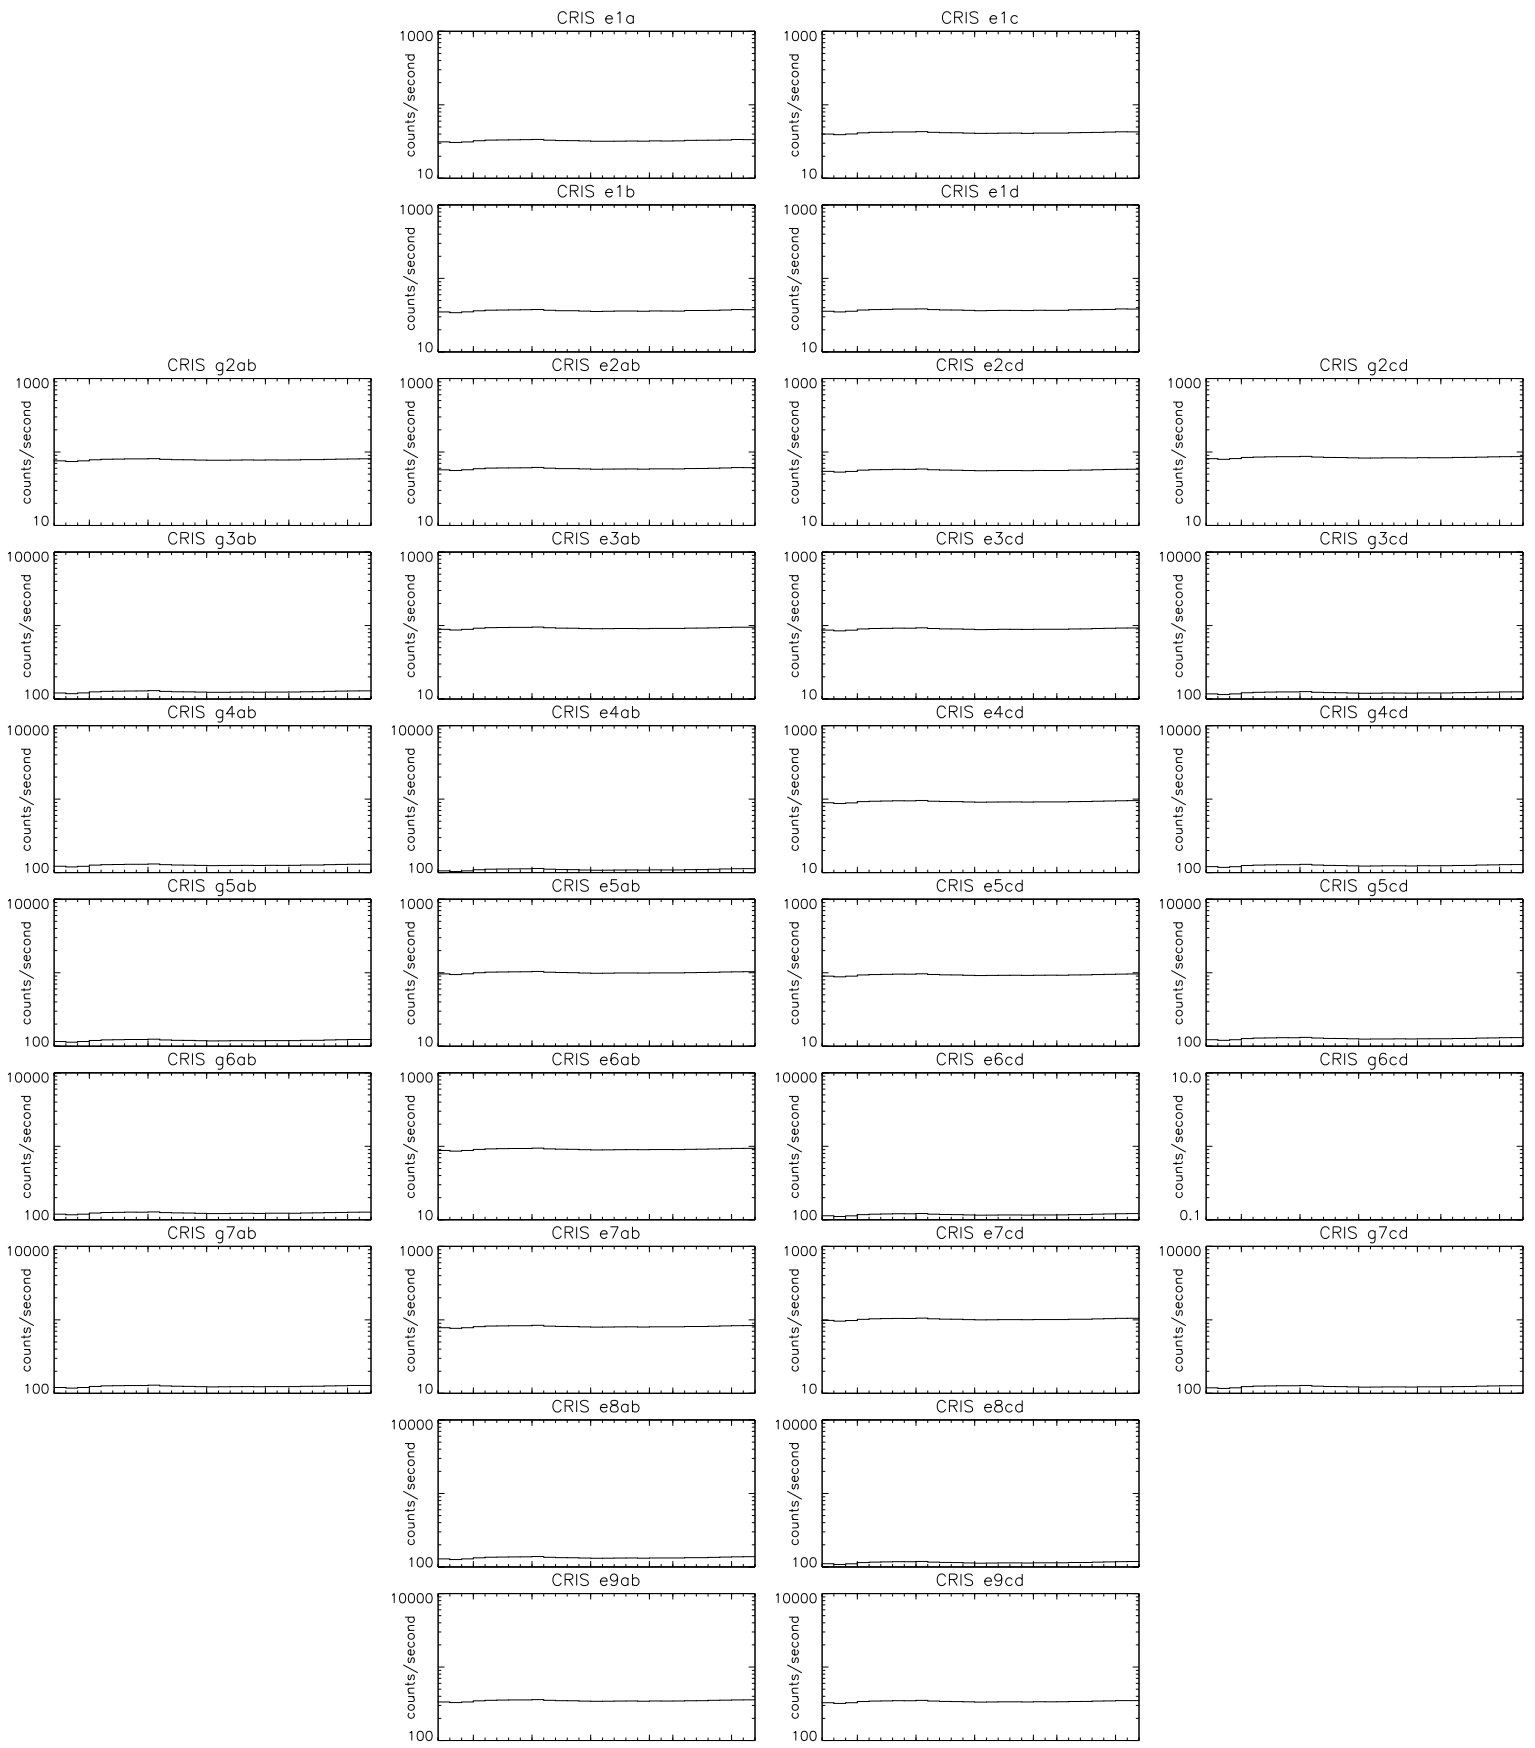 CRIS e1a
CRIS e1c
1000
counts/second
10
1000
counts/second
10
CRIS e1b
CRIS e1d
1000
counts/second
10
1000
counts/second
10
CRIS g2ab
CRIS e2ab
CRIS e2cd
CRIS g2cd
1000
counts/second
10
1000
counts/second
10
1000
counts/second
10
1000
counts/second
10
CRIS g3ab
CRIS e3ab
CRIS e3cd
CRIS g3cd
10000
counts/second
100
1000
counts/second
10
1000
counts/second
10
10000
counts/second
100
CRIS g4ab
CRIS e4ab
CRIS e4cd
CRIS g4cd
10000
counts/second
100
10000
counts/second
100
1000
counts/second
10
10000
counts/second
100
CRIS g5ab
CRIS e5ab
CRIS e5cd
CRIS g5cd
10000
counts/second
100
1000
counts/second
10
1000
counts/second
10
10000
counts/second
100
CRIS g6ab
CRIS e6ab
CRIS e6cd
CRIS g6cd
10000
counts/second
100
1000
counts/second
10
10000
counts/second
100
10.0
counts/second
0.1
CRIS g7ab
CRIS e7ab
CRIS e7cd
CRIS g7cd
10000
counts/second
100
1000
counts/second
10
1000
counts/second
10
10000
counts/second
100
CRIS e8ab
CRIS e8cd
10000
counts/second
100
10000
counts/second
100
CRIS e9ab
CRIS e9cd
10000
counts/second
100
10000
counts/second
100